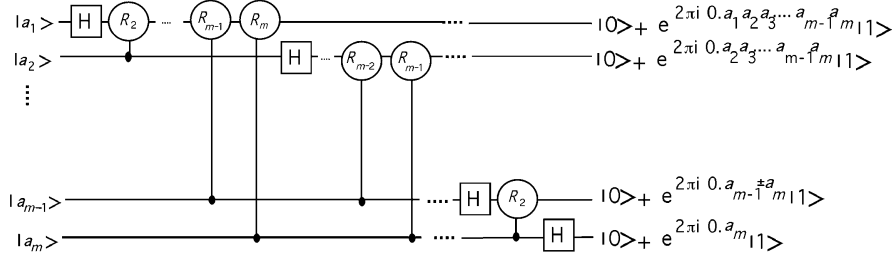 |a₁> H R₂ ···· Rₘ₋₁ Rₘ ···· |0>+ e^{2πi 0.a₁a₂a₃···aₘ₋₁aₘ}|1>
|a₂> H ···· Rₘ₋₂ Rₘ₋₁ ···· |0>+ e^{2πi 0.a₂a₃···aₘ₋₁aₘ}|1>
|aₘ₋₁> ···· H R₂ |0>+ e^{2πi 0.aₘ₋₁±aₘ}|1>
|aₘ> ···· H |0>+ e^{2πi 0.aₘ}|1>